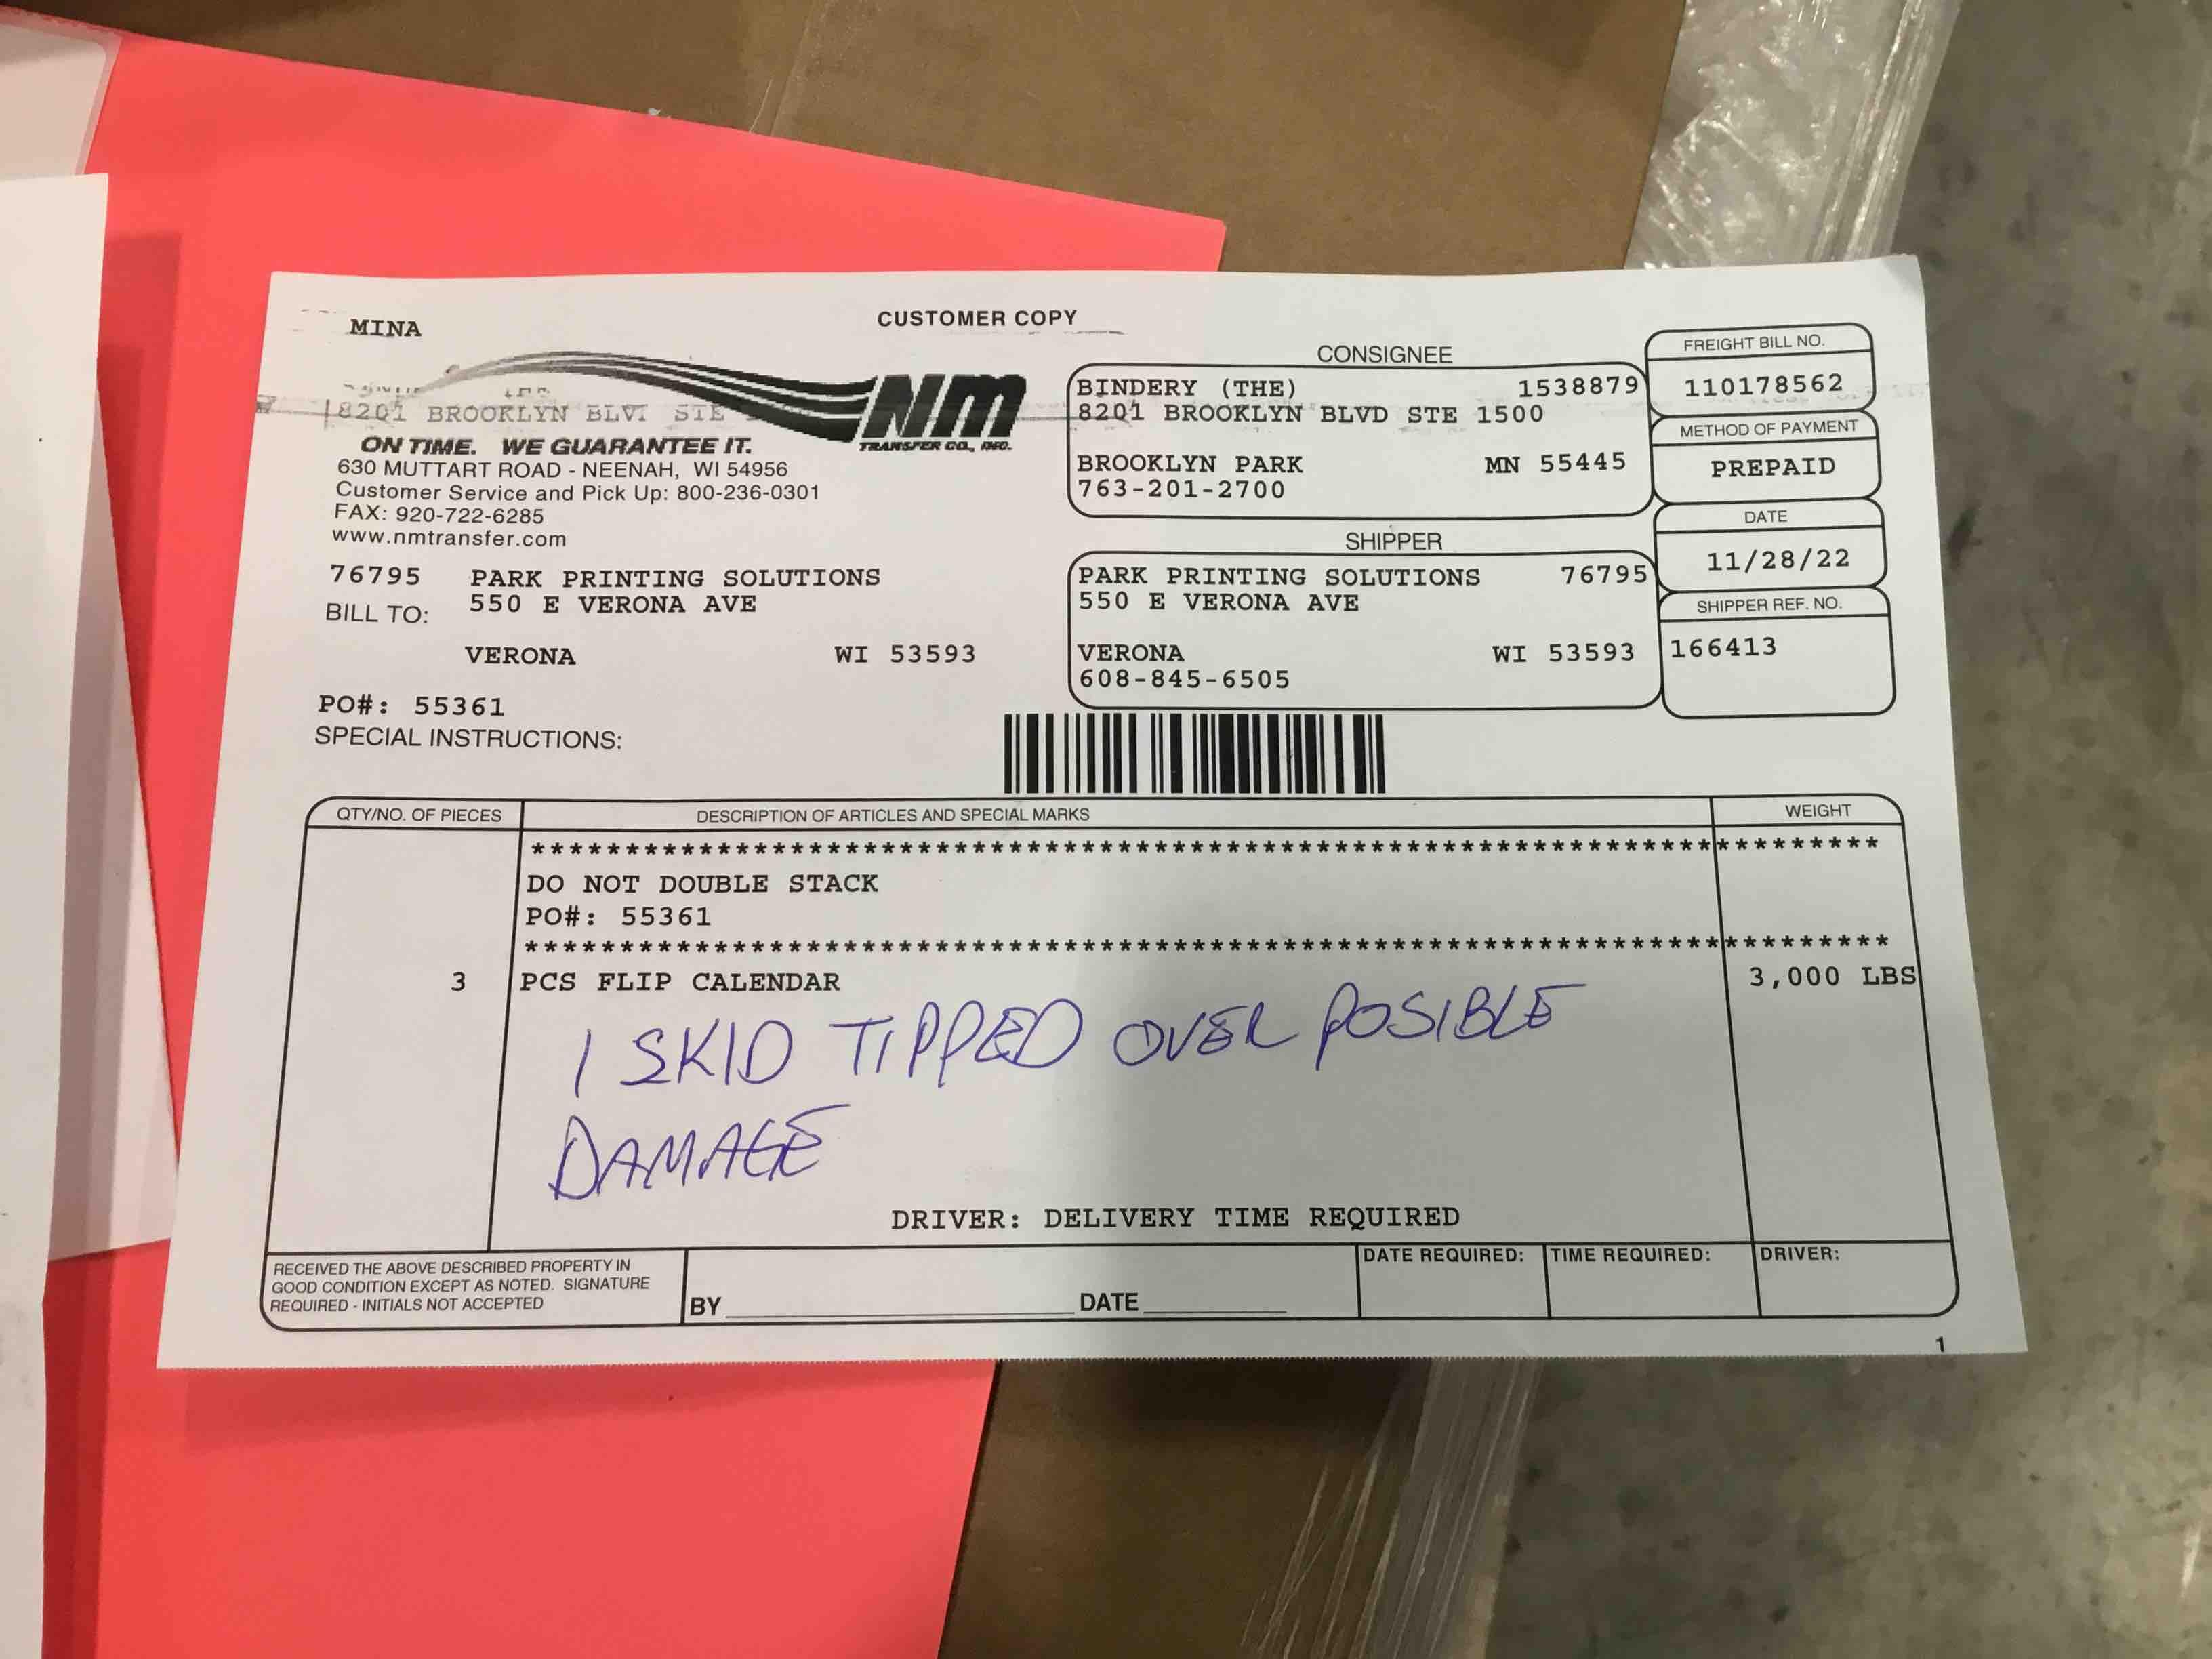 MINA
CUSTOMER COPY
8201 BROOKLYN BLVD STE
NM
TRANSFER CO., INC.
ON TIME. WE GUARANTEE IT.
630 MUTTART ROAD - NEENAH, WI 54956
Customer Service and Pick Up: 800-236-0301
FAX: 920-722-6285
www.nmtransfer.com
CONSIGNEE
BINDERY (THE) 1538879
8201 BROOKLYN BLVD STE 1500
BROOKLYN PARK MN 55445
763-201-2700
FREIGHT BILL NO.
110178562
METHOD OF PAYMENT
PREPAID
DATE
11/28/22
SHIPPER REF. NO.
166413
76795 PARK PRINTING SOLUTIONS
BILL TO: 550 E VERONA AVE
VERONA WI 53593
SHIPPER
PARK PRINTING SOLUTIONS 76795
550 E VERONA AVE
VERONA WI 53593
608-845-6505
PO#: 55361
SPECIAL INSTRUCTIONS:
QTY/NO. OF PIECES DESCRIPTION OF ARTICLES AND SPECIAL MARKS WEIGHT
**************************************************************************
DO NOT DOUBLE STACK
PO#: 55361
**************************************************************************
3 PCS FLIP CALENDAR 3,000 LBS
1 SKID TIPPED OVER POSIBLE
DAMAGE
DRIVER: DELIVERY TIME REQUIRED
RECEIVED THE ABOVE DESCRIBED PROPERTY IN
GOOD CONDITION EXCEPT AS NOTED. SIGNATURE
REQUIRED - INITIALS NOT ACCEPTED
BY DATE
DATE REQUIRED: TIME REQUIRED: DRIVER:
1